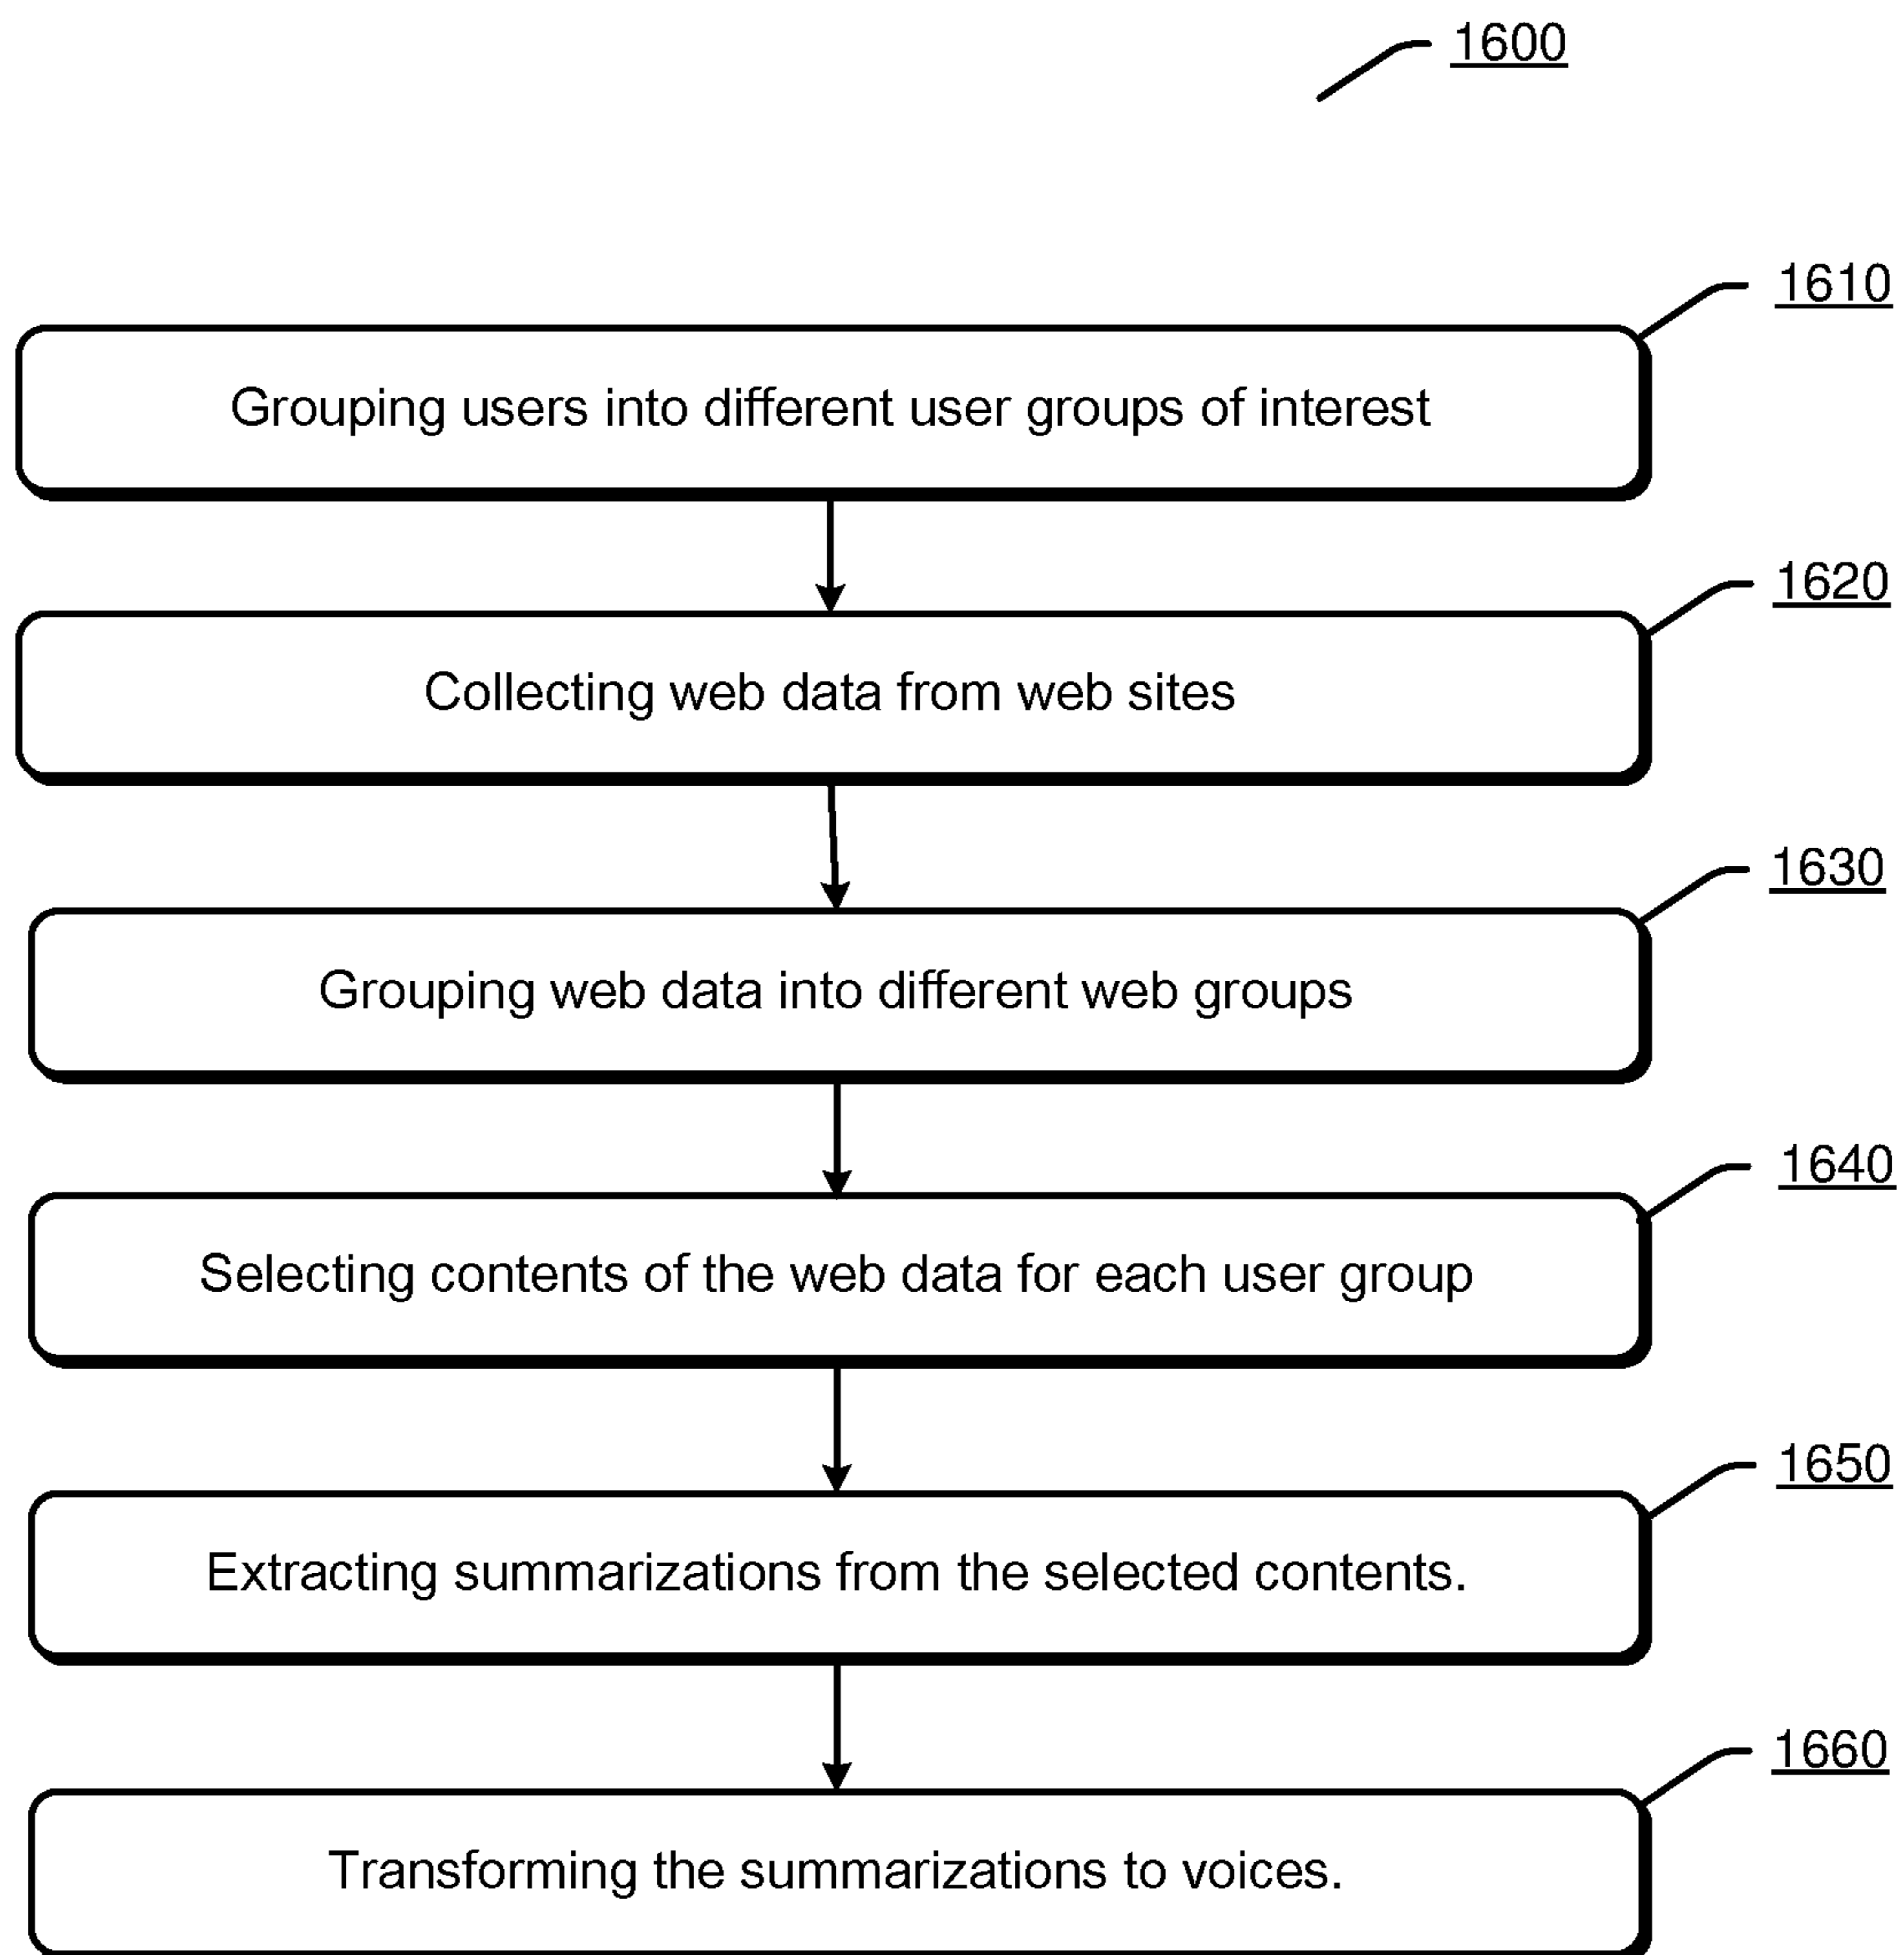 1600
1610
Grouping users into different user groups of interest
1620
Collecting web data from web sites
1630
Grouping web data into different web groups
1640
Selecting contents of the web data for each user group
1650
Extracting summarizations from the selected contents.
1660
Transforming the summarizations to voices.